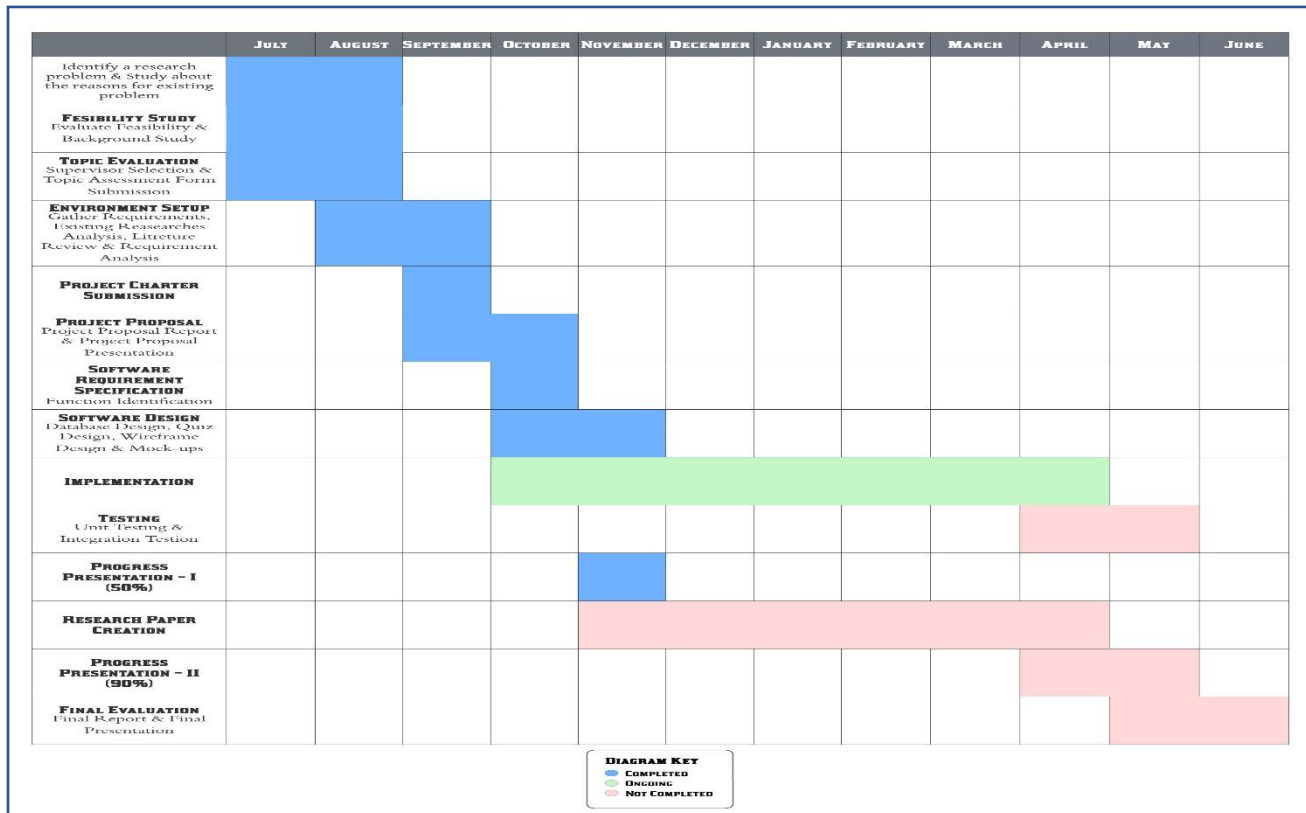 JULY AUGUST SEPTEMBER OCTOBER NOVEMBER DECEMBER JANUARY FEBRUARY MARCH APRIL MAY JUNE
Identify a research
problem & Study about
the reasons for existing
problem
FESIBILITY STUDY
Evaluate Feasibility &
Background Study
TOPIC EVALUATION
Supervisor Selection &
Topic Assessment Form
Submission
ENVIRONMENT SETUP
Gather Requirements,
Existing Reasearches
Analysis, Litreture
Review & Requirement
Analysis
PROJECT CHARTER
SUBMISSION
PROJECT PROPOSAL
Project Proposal Report
& Project Proposal
Presentation
SOFTWARE
REQUIREMENT
SPECIFICATION
Function Identification
SOFTWARE DESIGN
Database Design, Quiz
Design, Wireframe
Design & Mock-ups
IMPLEMENTATION
TESTING
Unit Testing &
Integration Testion
PROGRESS
PRESENTATION – I
(50%)
RESEARCH PAPER
CREATION
PROGRESS
PRESENTATION – II
(90%)
FINAL EVALUATION
Final Report & Final
Presentation
DIAGRAM KEY
COMPLETED
ONGOING
NOT COMPLETED